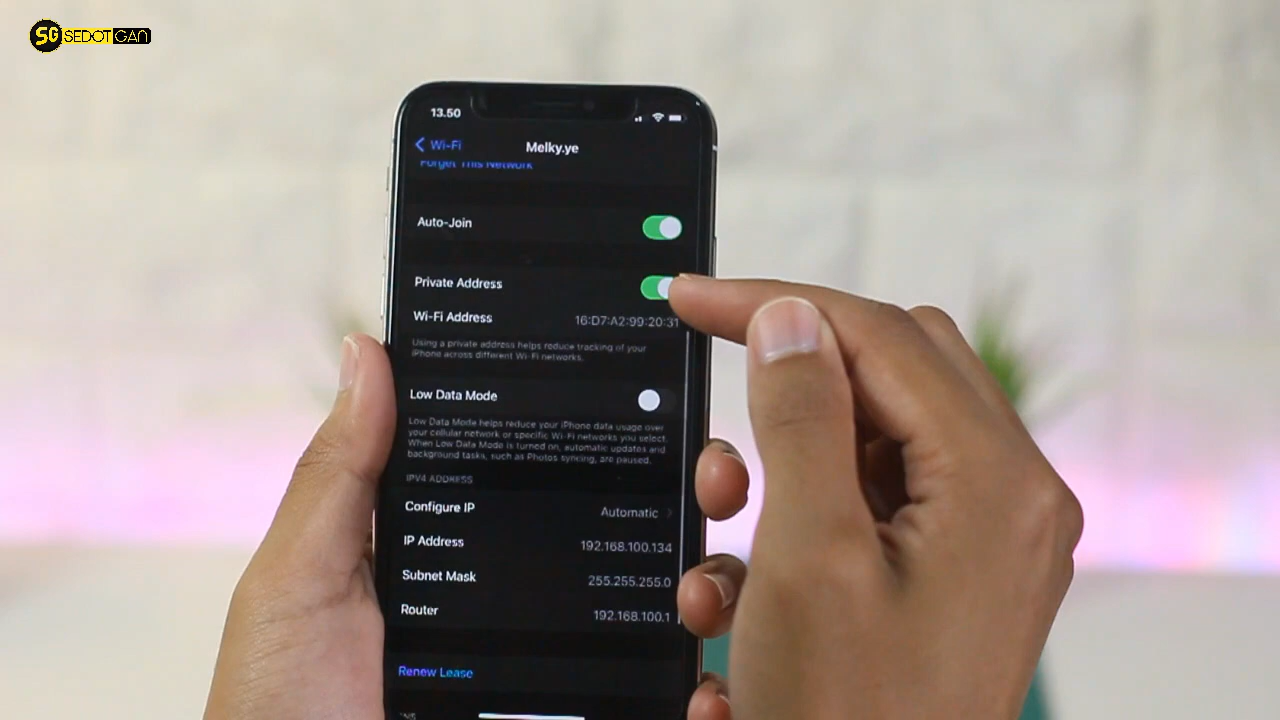 SG SEDOTGAN
13.50
Wi-Fi
Melky.ye
Forget This Network
Auto-Join
Private Address
Wi-Fi Address 16:D7:A2:99:20:31
Using a private address helps reduce tracking of your
iPhone across different Wi-Fi networks.
Low Data Mode
Low Data Mode helps reduce your iPhone data usage over
your cellular network or specific Wi-Fi networks you select.
When Low Data Mode is turned on, automatic updates and
background tasks, such as Photos syncing, are paused.
IPV4 ADDRESS
Configure IP Automatic
IP Address 192.168.100.134
Subnet Mask 255.255.255.0
Router 192.168.100.1
Renew Lease